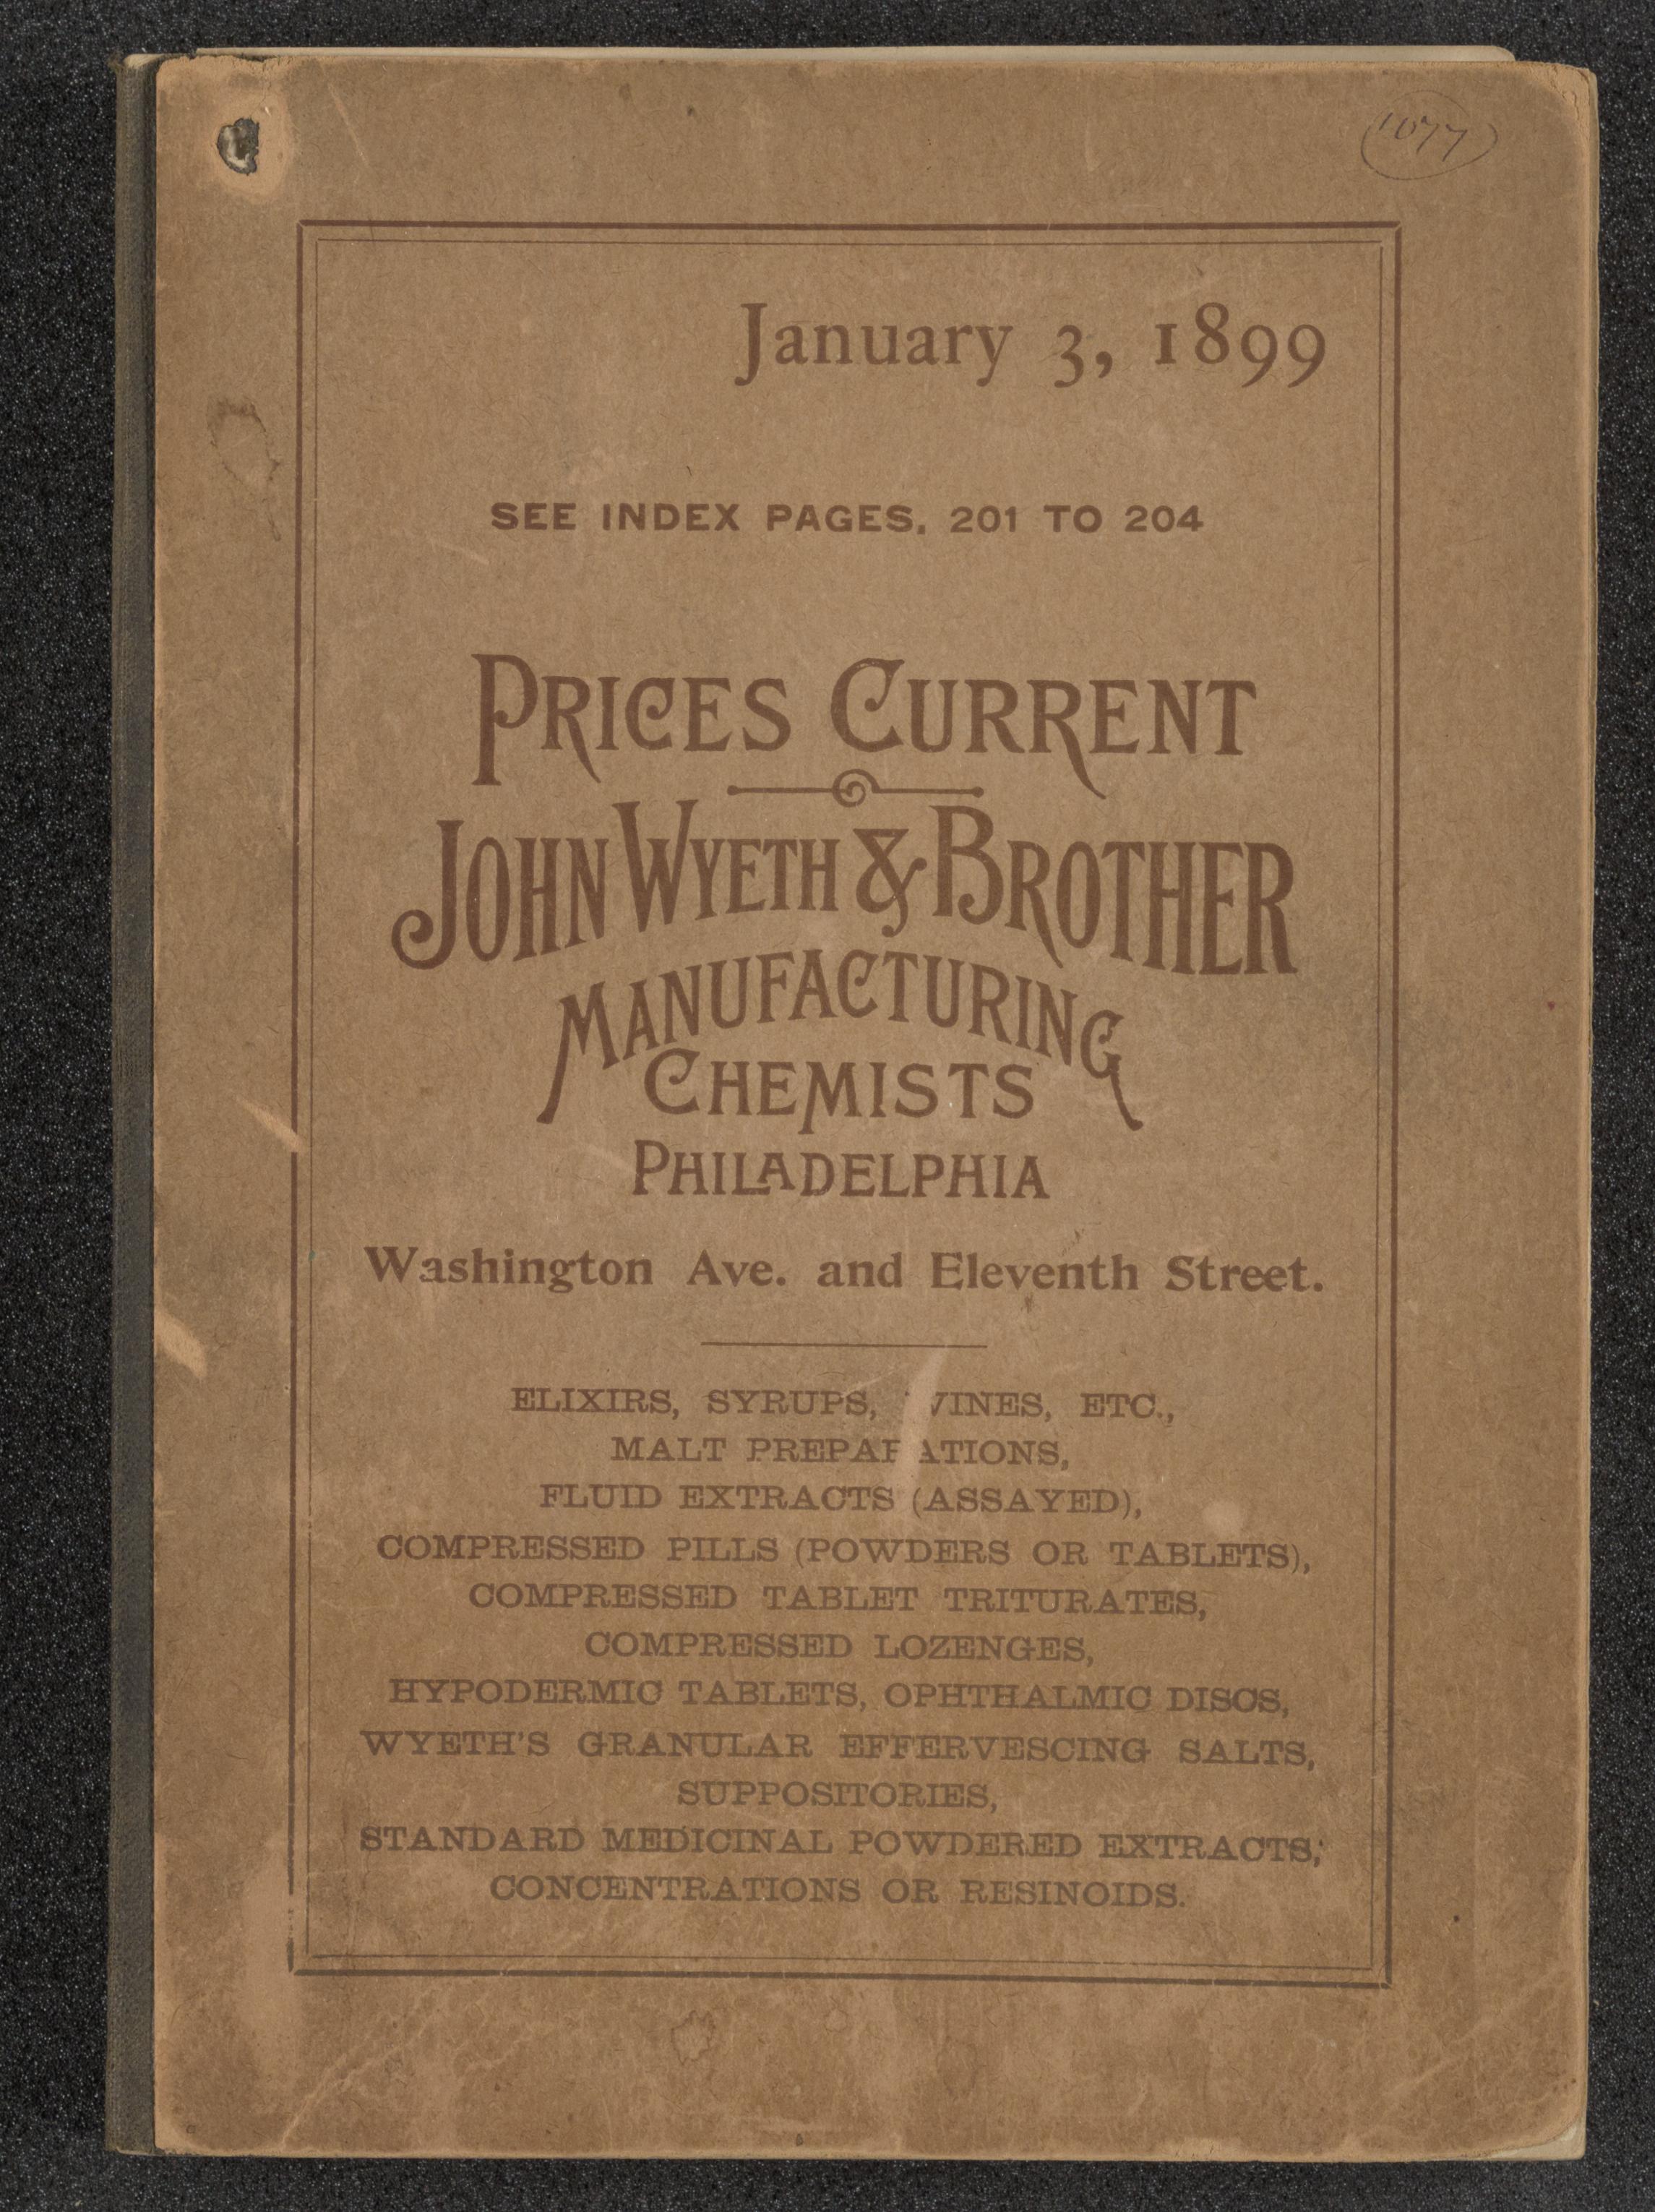 1677
January 3, 1899
SEE INDEX PAGES, 201 TO 204
PRICES CURRENT
JOHN WYETH & BROTHER
MANUFACTURING
CHEMISTS
PHILADELPHIA
Washington Ave. and Eleventh Street.
ELIXIRS, SYRUPS, WINES, ETC.,
MALT PREPARATIONS,
FLUID EXTRACTS (ASSAYED),
COMPRESSED PILLS (POWDERS OR TABLETS),
COMPRESSED TABLET TRITURATES,
COMPRESSED LOZENGES,
HYPODERMIC TABLETS, OPHTHALMIC DISCS,
WYETH'S GRANULAR EFFERVESCING SALTS,
SUPPOSITORIES,
STANDARD MEDICINAL POWDERED EXTRACTS,
CONCENTRATIONS OR RESINOIDS.